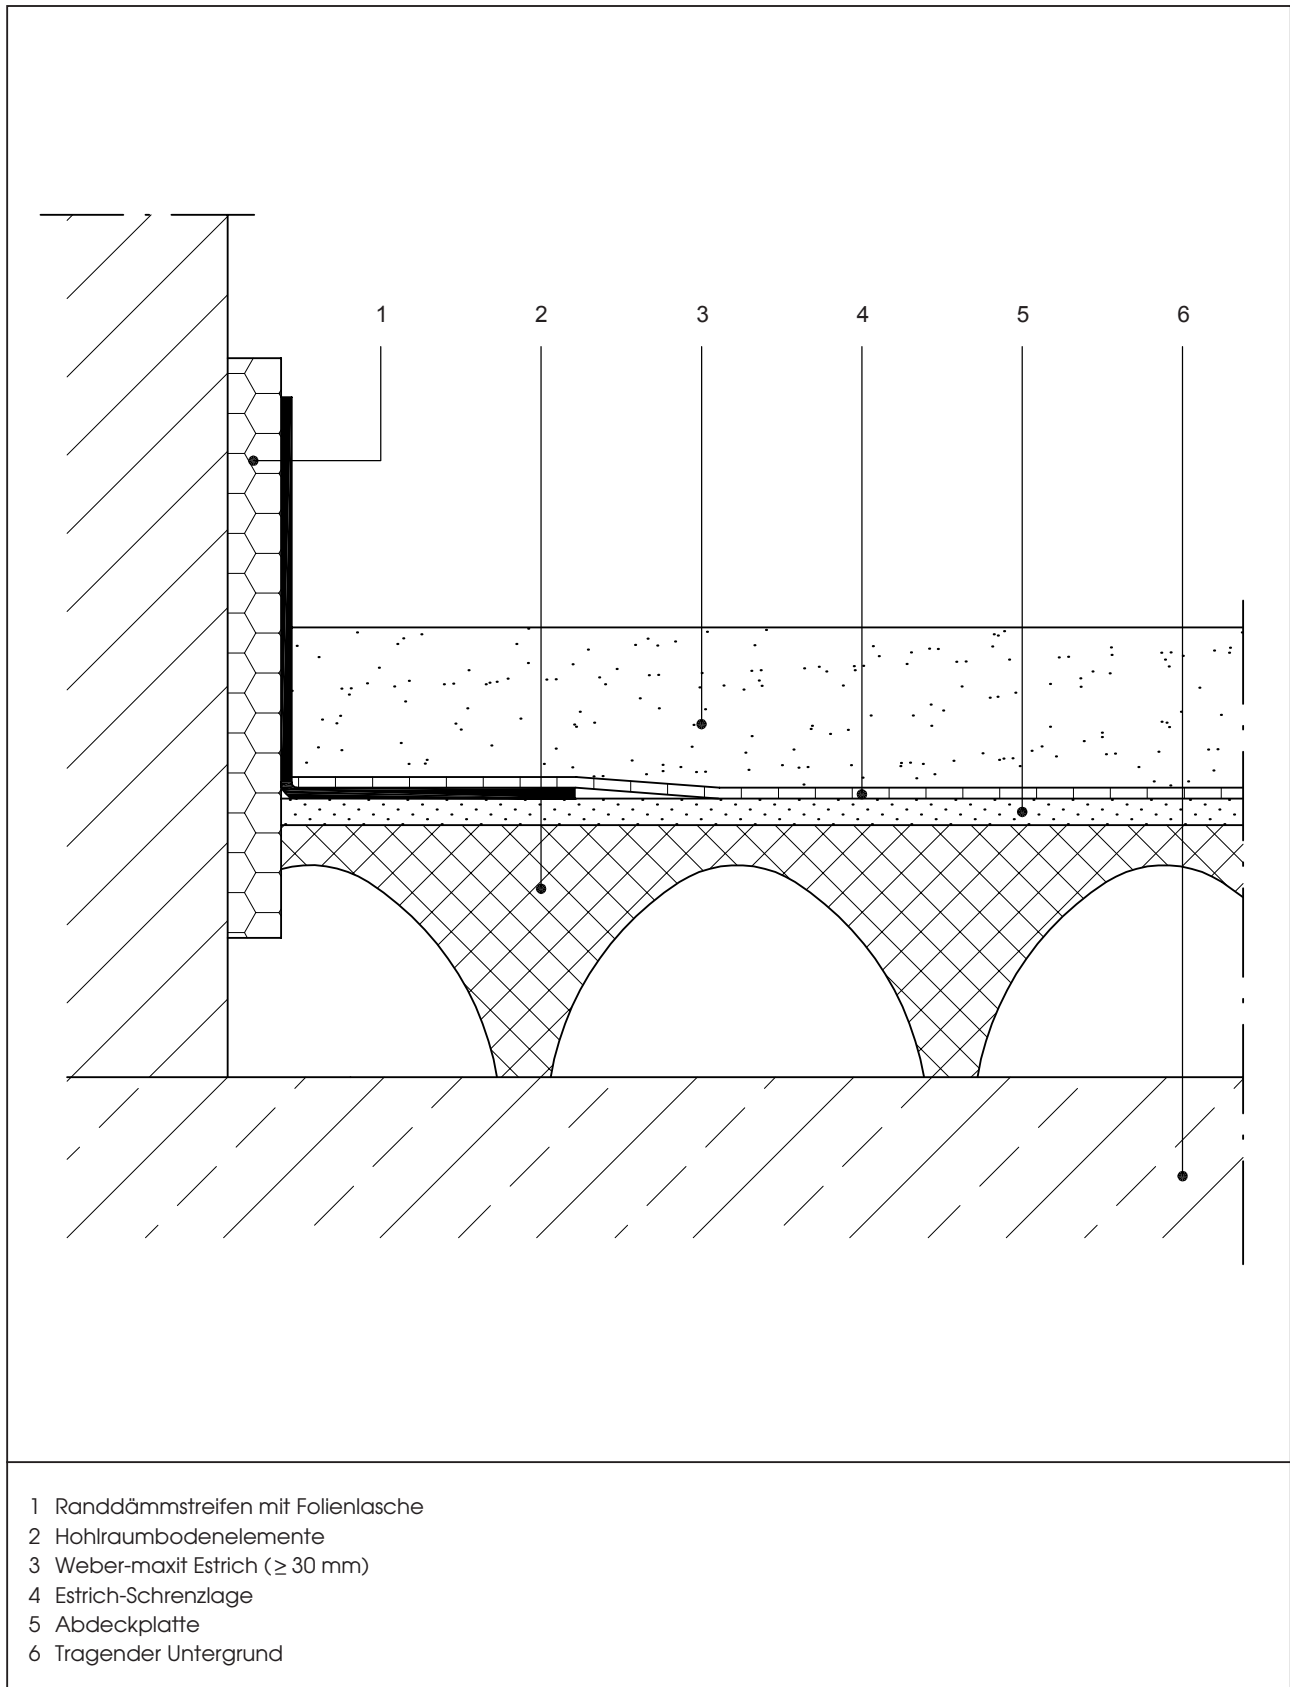 1 2 3 4 5 6
1 Randdämmstreifen mit Folienlasche
2 Hohlraumbodenelemente
3 Weber-maxit Estrich (≥ 30 mm)
4 Estrich-Schrenzlage
5 Abdeckplatte
6 Tragender Untergrund